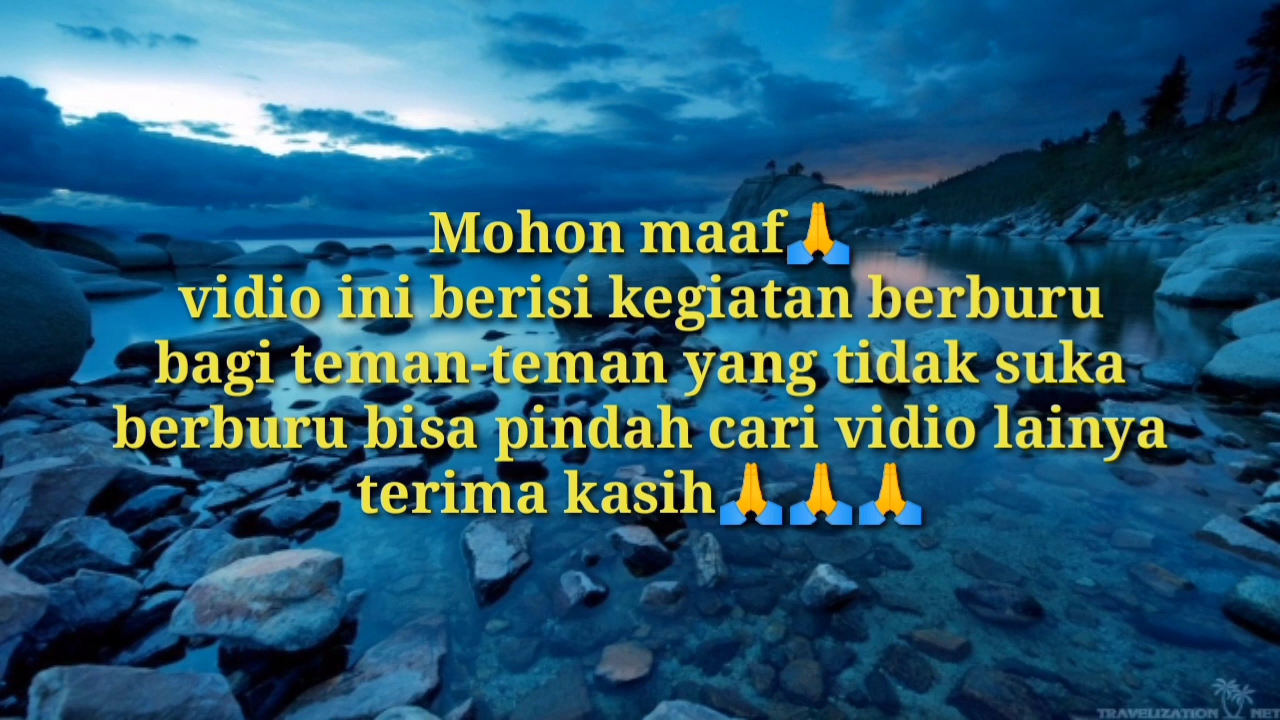 Mohon maaf🙏
vidio ini berisi kegiatan berburu
bagi teman-teman yang tidak suka
berburu bisa pindah cari vidio lainya
terima kasih🙏🙏🙏
TRAVELIZATION NET